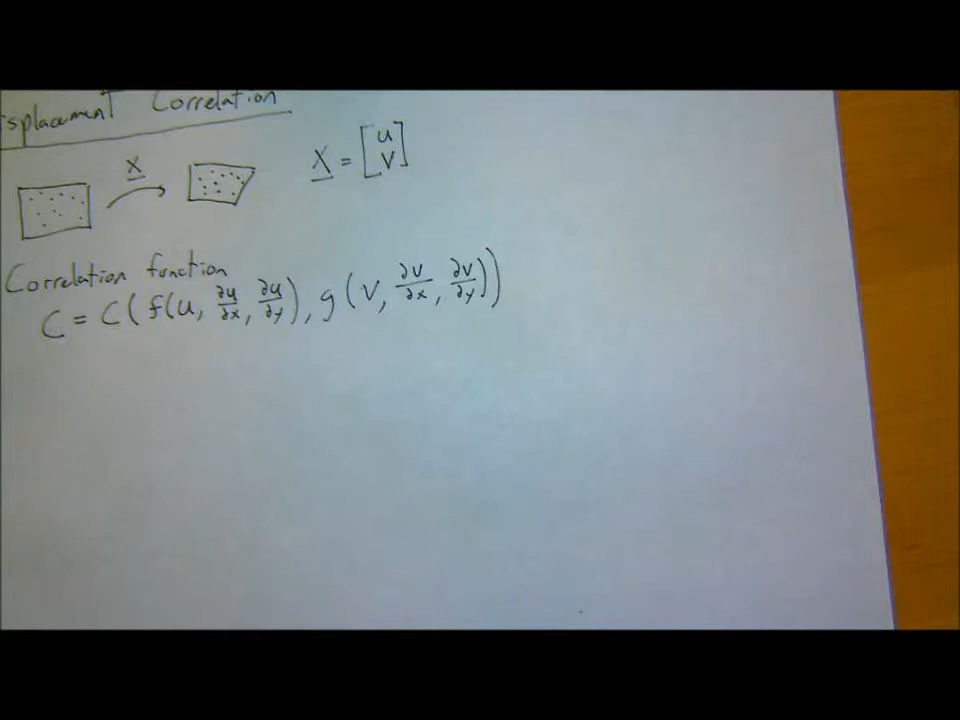 isplacement Correlation
X
X = [u v]
Correlation function
C = C(f(u, ∂u/∂x, ∂u/∂y), g(v, ∂v/∂x, ∂v/∂y))